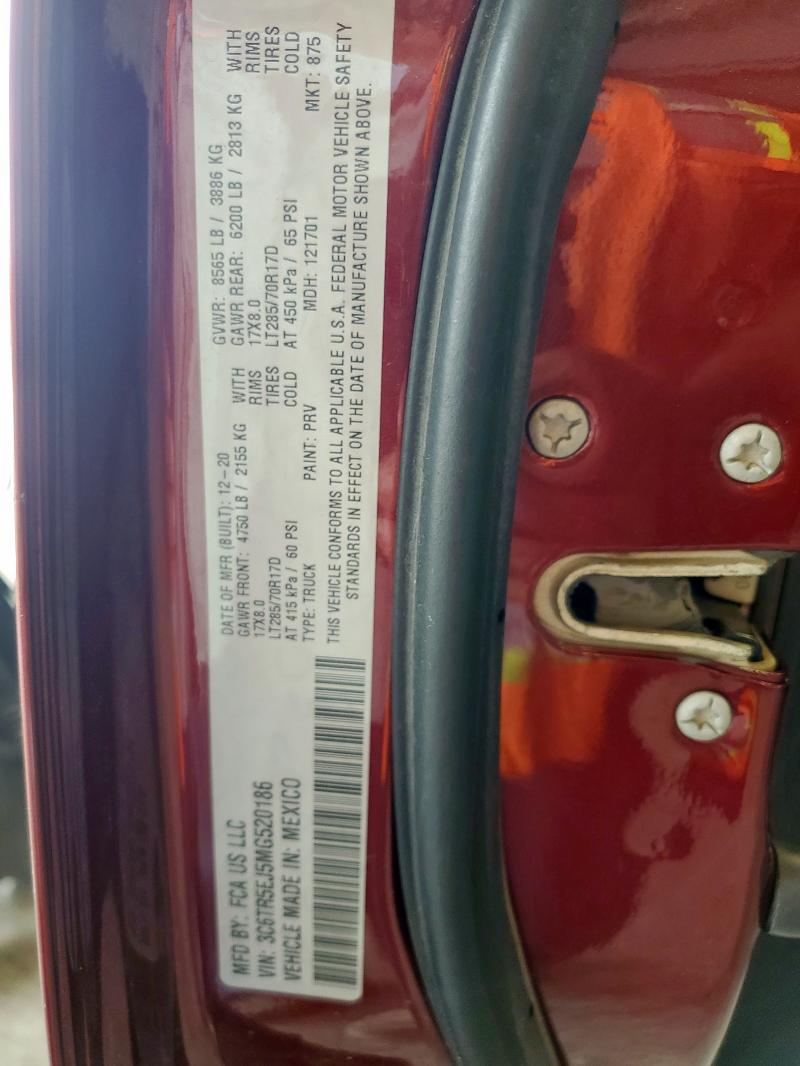 MFD BY: FCA US LLC
VIN: 3C6TR5EJ5MG520186
VEHICLE MADE IN: MEXICO
DATE OF MFR (BUILT): 12-20 GVWR: 8565 LB / 3886 KG
GAWR FRONT: 4750 LB / 2155 KG WITH GAWR REAR: 6200 LB / 2813 KG WITH
17X8.0 RIMS 17X8.0 RIMS
LT285/70R17D TIRES LT285/70R17D TIRES
AT 415 kPa / 60 PSI COLD AT 450 kPa / 65 PSI COLD
TYPE: TRUCK PAINT: PRV MDH: 121701 MKT: 875
THIS VEHICLE CONFORMS TO ALL APPLICABLE U.S.A. FEDERAL MOTOR VEHICLE SAFETY
STANDARDS IN EFFECT ON THE DATE OF MANUFACTURE SHOWN ABOVE.